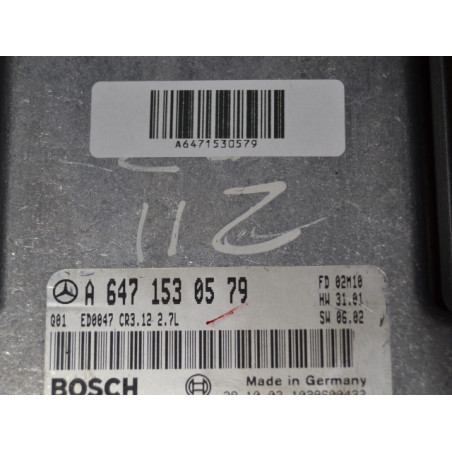 A6471530579
112
A 647 153 05 79
FD 02M10
HW 31.01
Q01 ED0047 CR3.12 2.7L
SW 06.02
BOSCH
Made in Germany